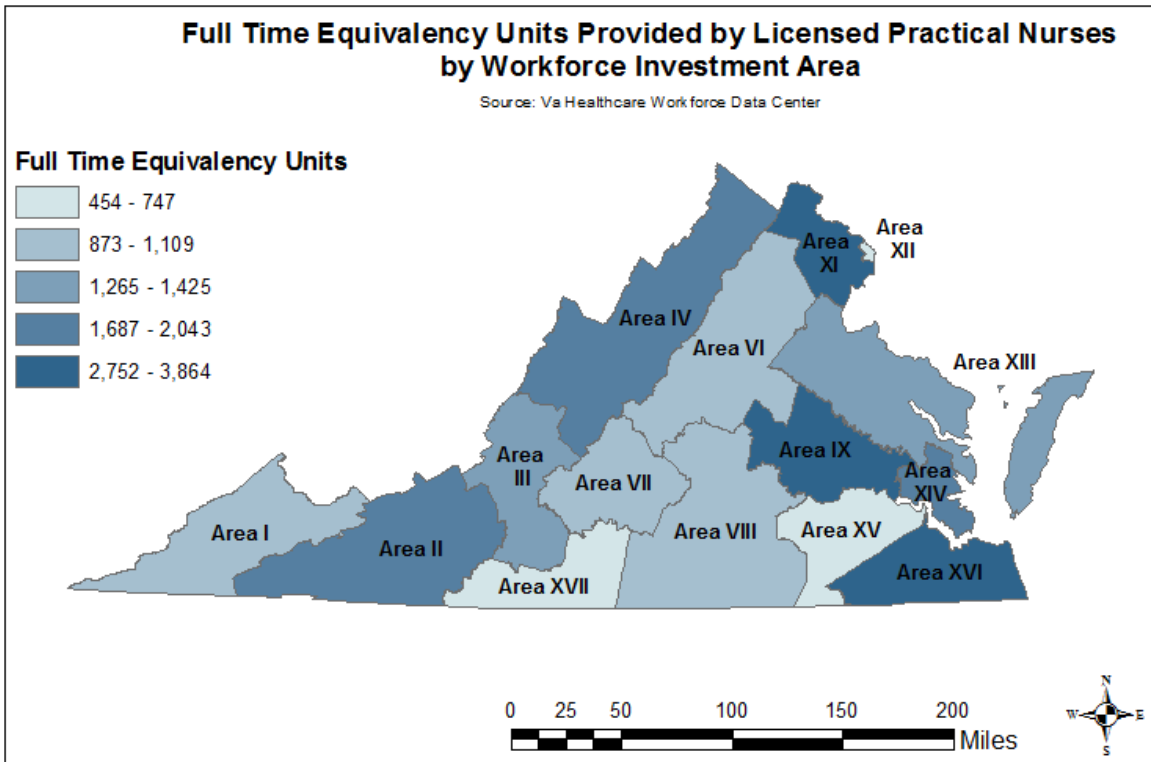 Full Time Equivalency Units Provided by Licensed Practical Nurses
by Workforce Investment Area
Source: Va Healthcare Workforce Data Center
Full Time Equivalency Units
454 - 747
873 - 1,109
1,265 - 1,425
1,687 - 2,043
2,752 - 3,864
Area
XII
Area
XI
Area IV
Area VI
Area XIII
Area
III
Area IX
Area VII
Area
XIV
Area I
Area VIII
Area XV
Area II
Area XVI
Area XVII
0 25 50 100 150 200
Miles
N
W E
S